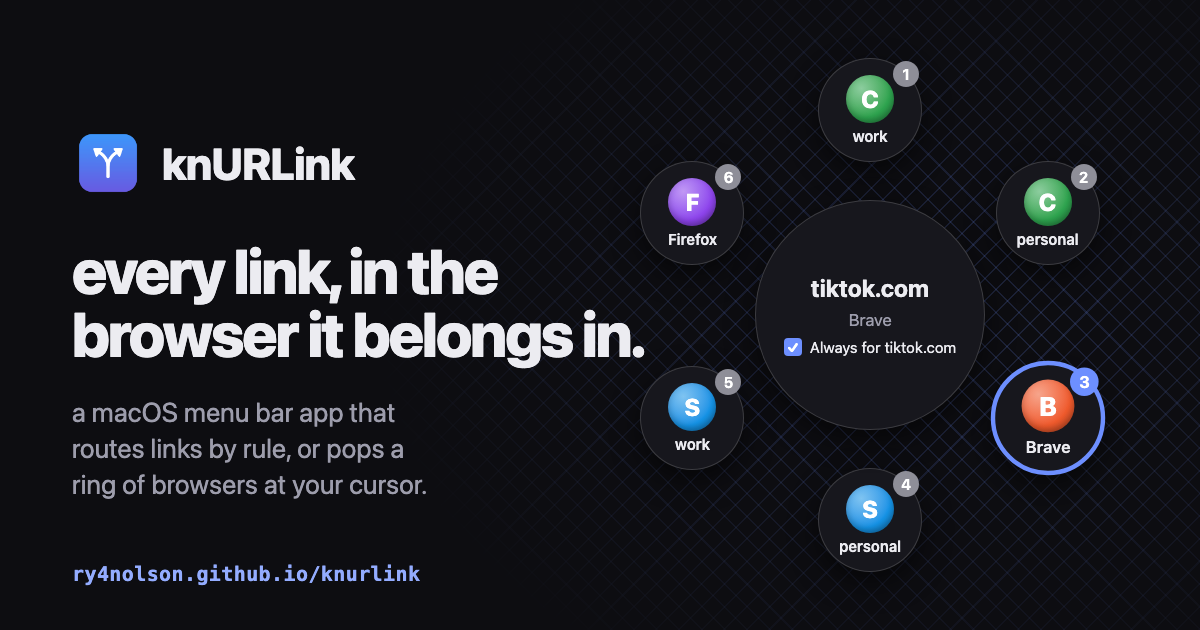 knURLink
every link, in the
browser it belongs in.
a macOS menu bar app that
routes links by rule, or pops a
ring of browsers at your cursor.
ry4nolson.github.io/knurlink
1
C
work
2
C
personal
3
B
Brave
4
S
personal
5
S
work
6
F
Firefox
tiktok.com
Brave
Always for tiktok.com